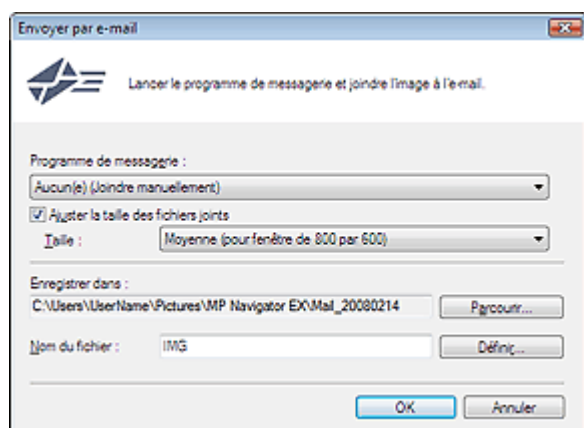 Envoyer par e-mail
Lancer le programme de messagerie et joindre l'image à l'e-mail.
Programme de messagerie :
Aucun(e) (Joindre manuellement)
Ajuster la taille des fichiers joints
Taille : Moyenne (pour fenêtre de 800 par 600)
Enregistrer dans :
C:\Users\UserName\Pictures\MP Navigator EX\Mail_20080214 Parcourir...
Nom du fichier : IMG Définir...
OK Annuler